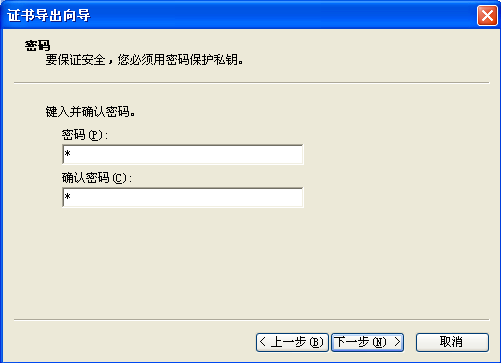 证书导出向导
密码
要保证安全，您必须用密码保护私钥。
键入并确认密码。
密码(P):
*
确认密码(C):
*
< 上一步(B) 下一步(N) > 取消